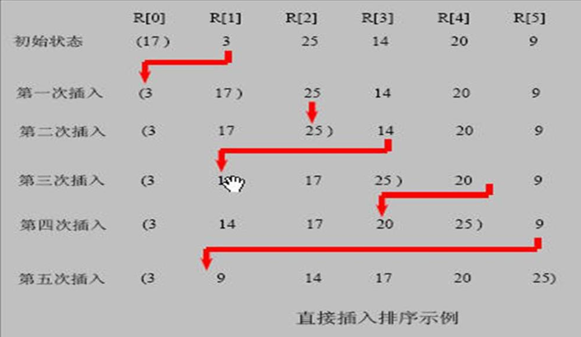 R[0] R[1] R[2] R[3] R[4] R[5]
初始状态 (17 ) 3 25 14 20 9
第一次插入 (3 17 ) 25 14 20 9
第二次插入 (3 17 25 ) 14 20 9
第三次插入 (3 17 25 ) 20 9
第四次插入 (3 14 17 20 25 ) 9
第五次插入 (3 9 14 17 20 25)
直接插入排序示例